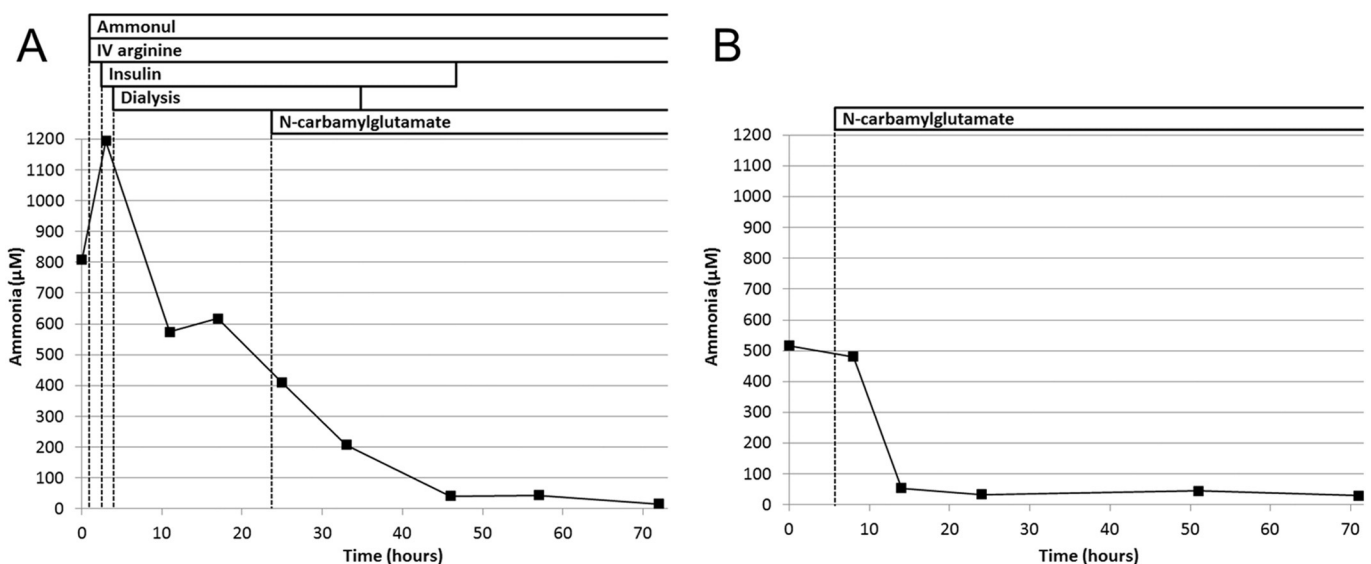 A
Ammonul
IV arginine
Insulin
Dialysis
N-carbamylglutamate
1200
1100
1000
900
800
700
600
500
400
300
200
100
0
Ammonia (µM)
0 10 20 30 40 50 60 70
Time (hours)
B
N-carbamylglutamate
1200
1100
1000
900
800
700
600
500
400
300
200
100
0
Ammonia (µM)
0 10 20 30 40 50 60 70
Time (hours)